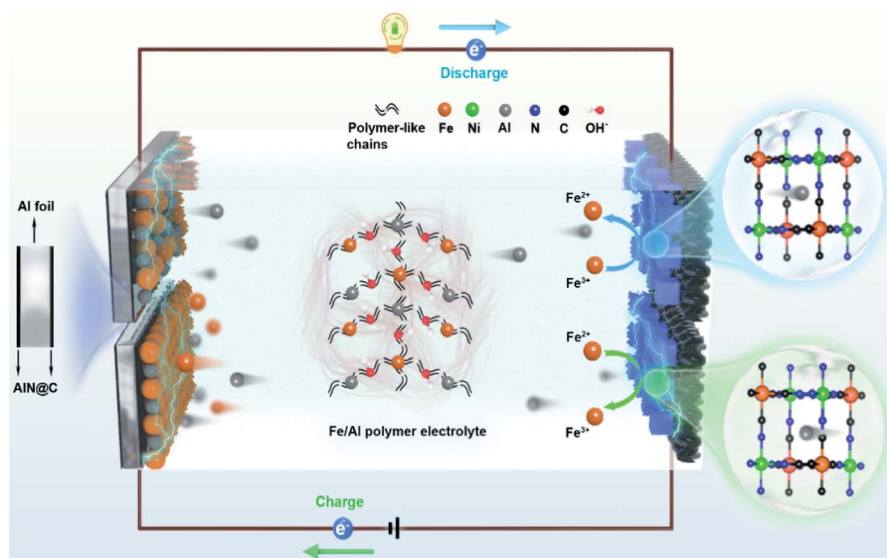 e⁻
Discharge
Polymer-like
chains
Fe
Ni
Al
N
C
OH⁻
Al foil
AlN@C
Fe²⁺
Fe³⁺
Fe²⁺
Fe³⁺
Fe/Al polymer electrolyte
Charge
e⁻